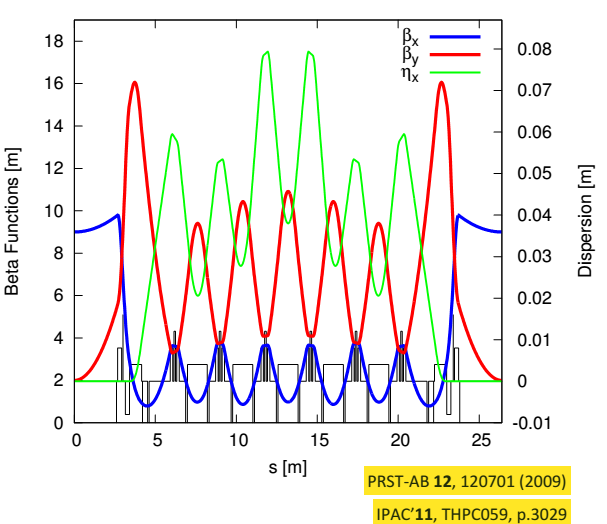 18
16
14
12
10
8
6
4
2
0
Beta Functions [m]
βx
βy
ηx
0.08
0.07
0.06
0.05
0.04
0.03
0.02
0.01
0
-0.01
Dispersion [m]
0 5 10 15 20 25
s [m]
PRST-AB 12, 120701 (2009)
IPAC'11, THPC059, p.3029